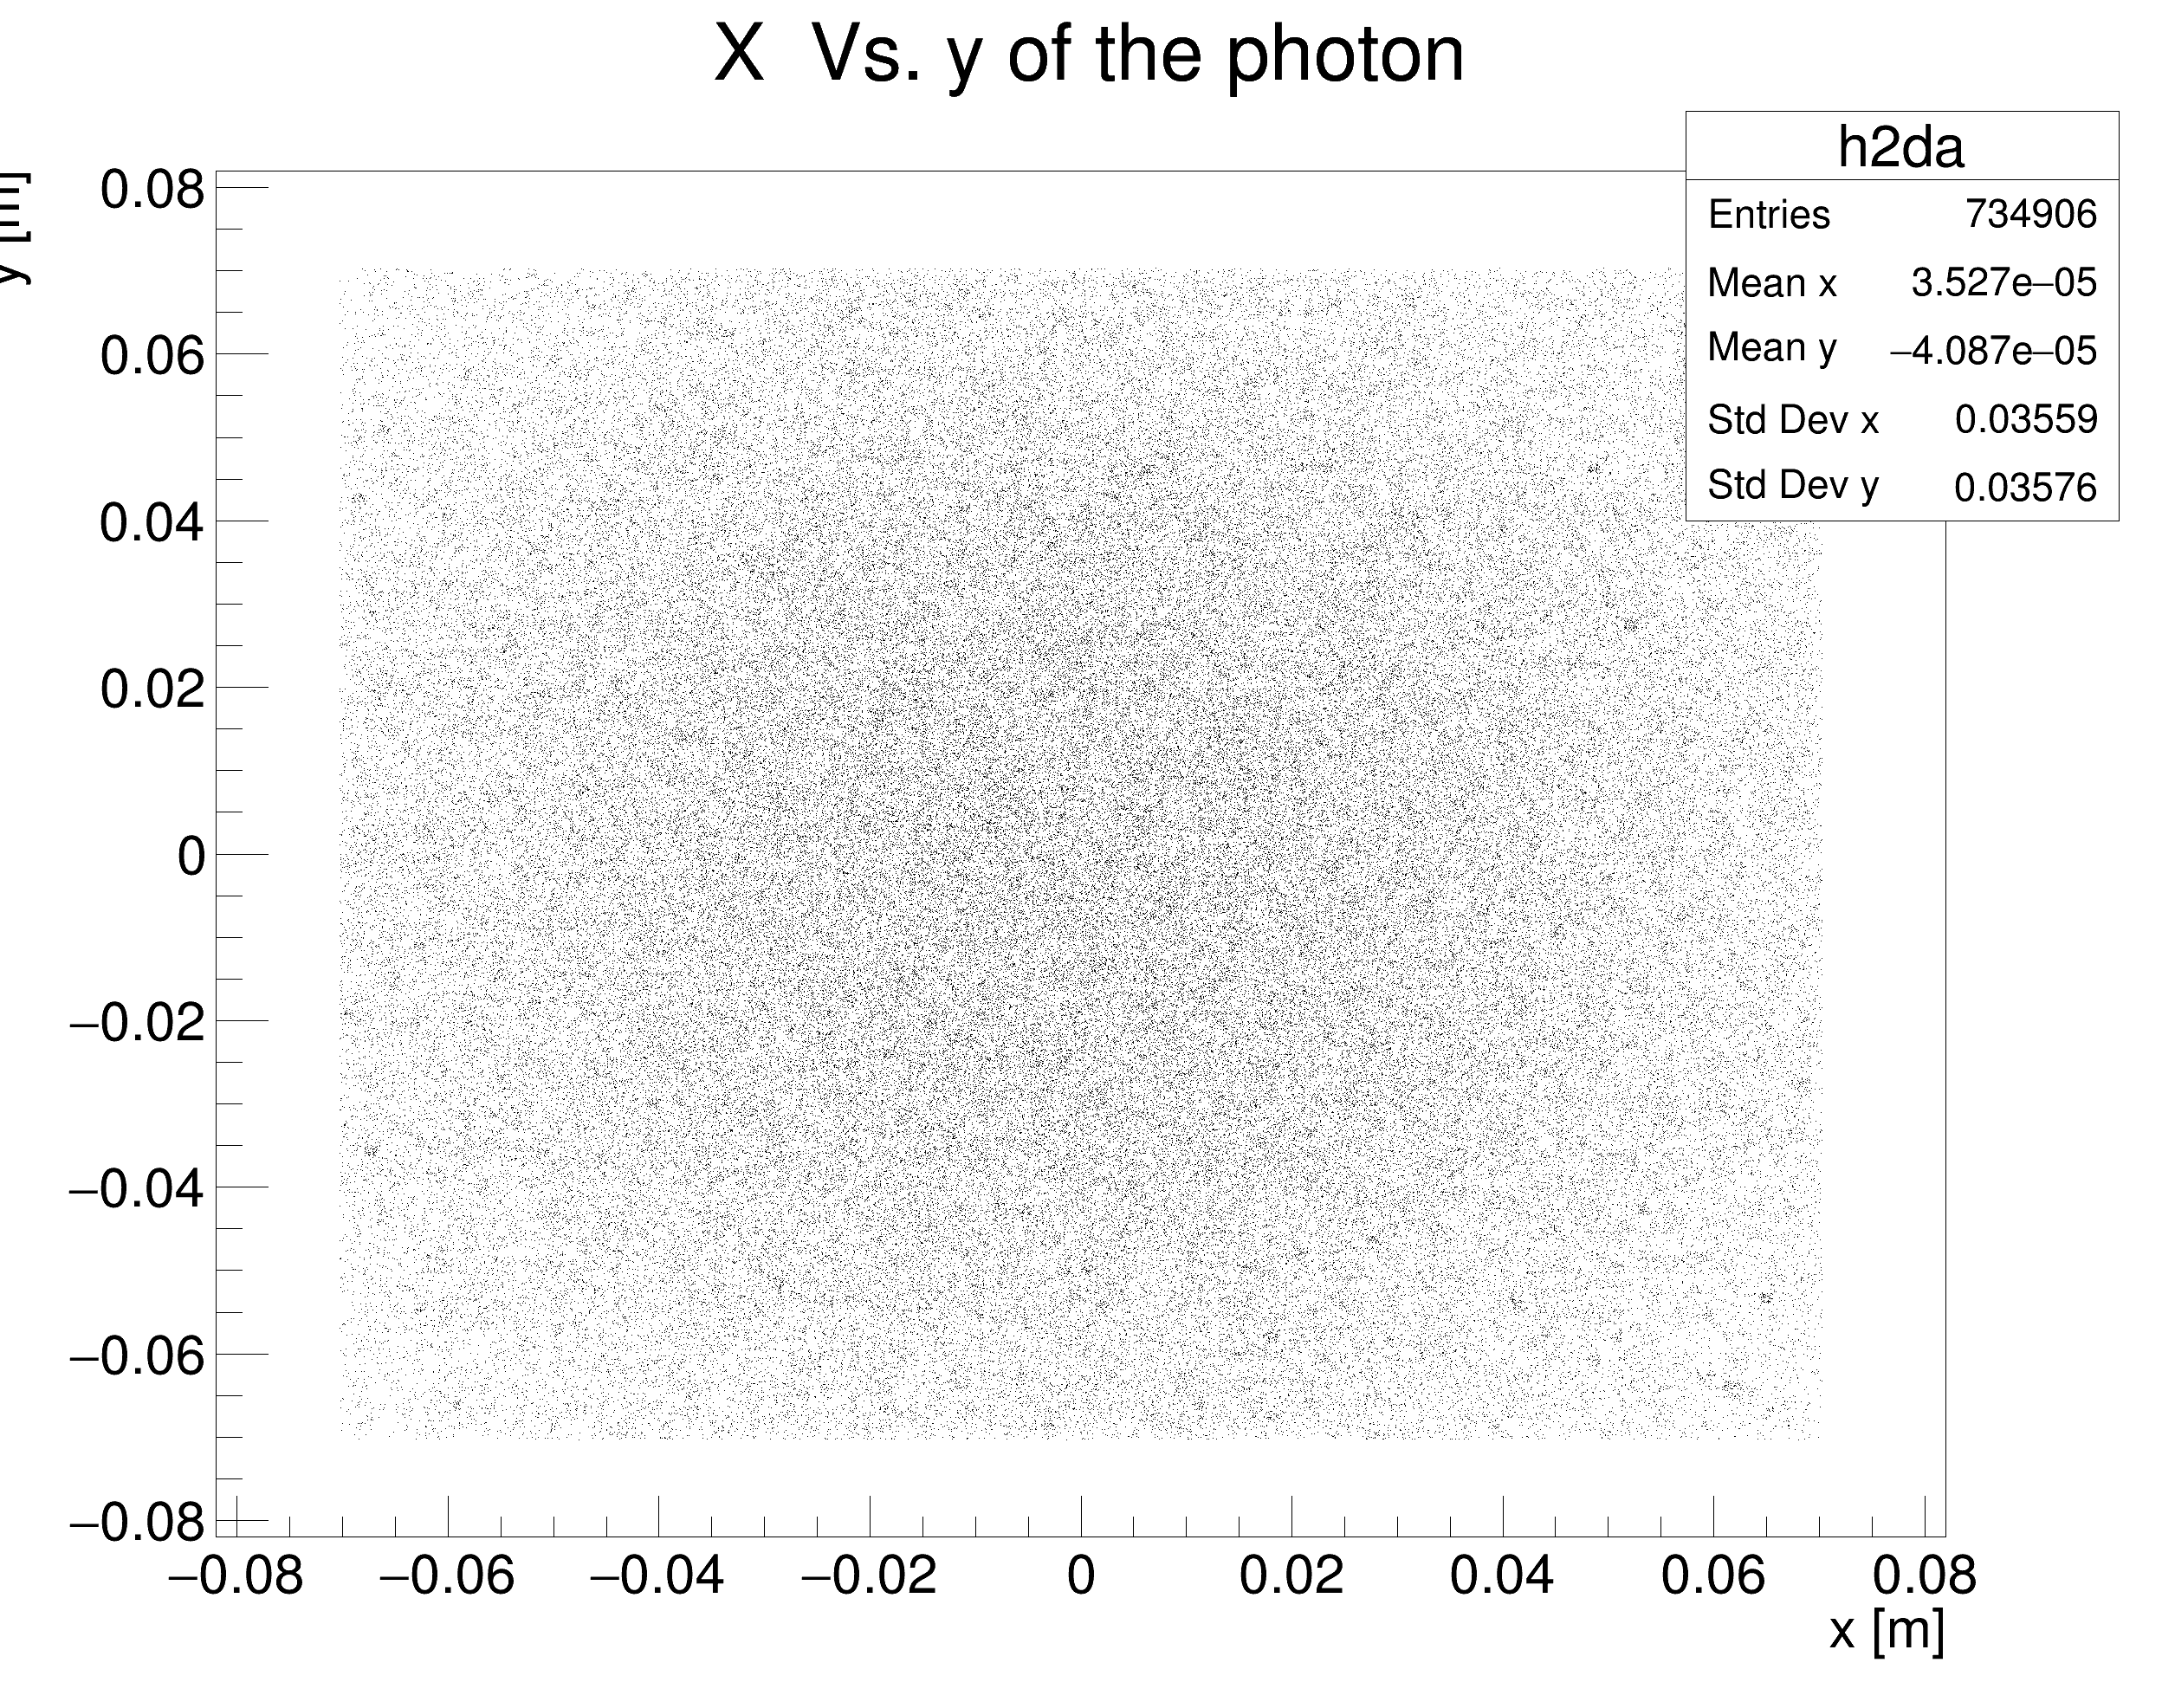 X Vs. y of the photon
h2da
Entries 734906
Mean x 3.527e−05
Mean y −4.087e−05
Std Dev x 0.03559
Std Dev y 0.03576
y [m]
0.08
0.06
0.04
0.02
0
−0.02
−0.04
−0.06
−0.08
−0.08 −0.06 −0.04 −0.02 0 0.02 0.04 0.06 0.08
x [m]